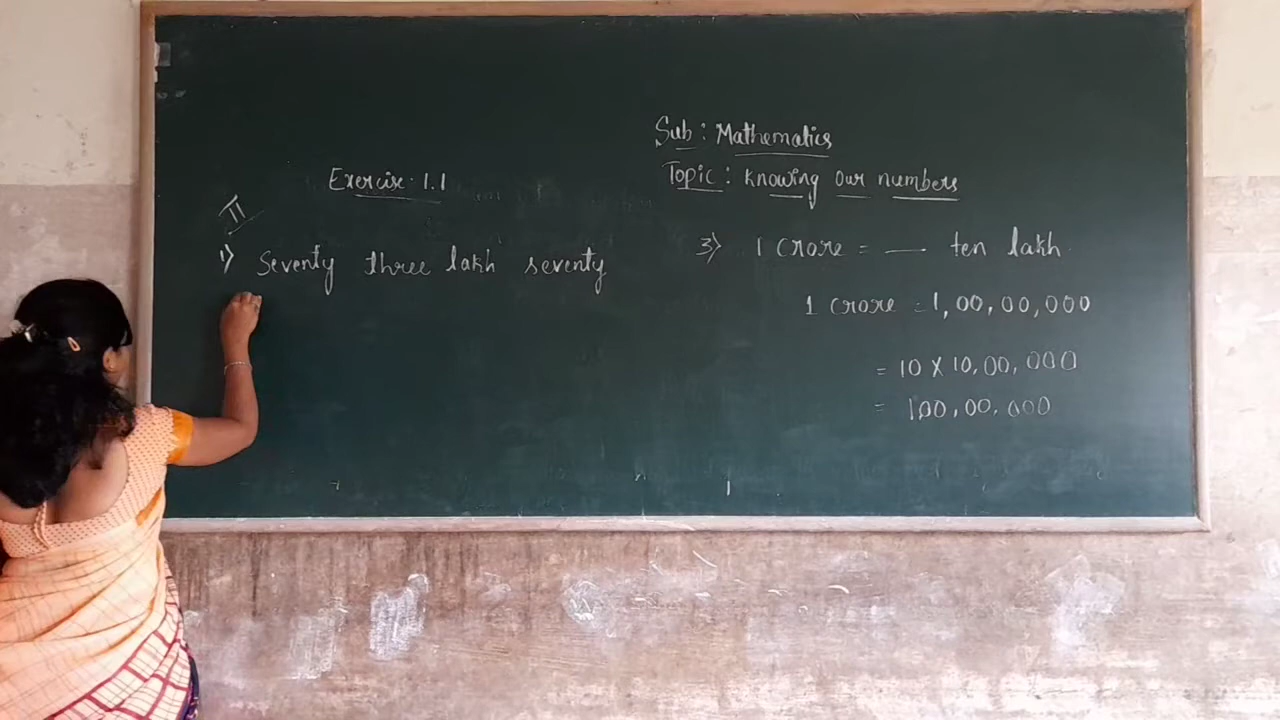 Sub : Mathematics
Topic : Knowing Our numbers
Exercise 1.1
II
1) Seventy three lakh seventy
3) 1 Crore = — ten lakh
1 crore = 1,00,00,000
= 10 X 10,00,000
= 100,00,000